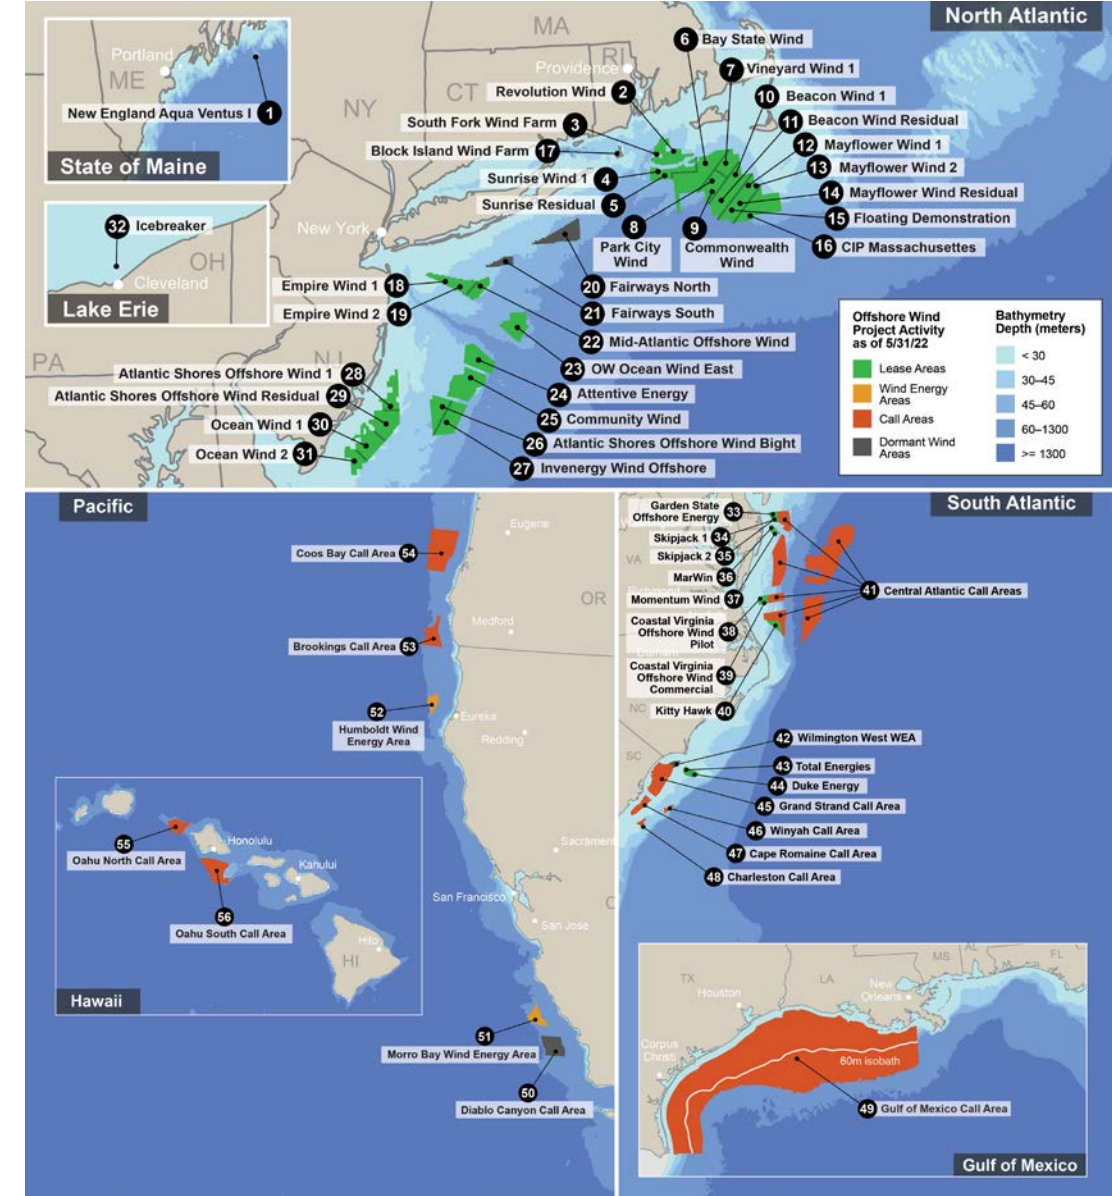 North Atlantic
MA
Portland
ME
New England Aqua Ventus I 1
State of Maine
NY
CT
RI
Providence
6 Bay State Wind
7 Vineyard Wind 1
Revolution Wind 2
10 Beacon Wind 1
South Fork Wind Farm 3
11 Beacon Wind Residual
Block Island Wind Farm 17
12 Mayflower Wind 1
13 Mayflower Wind 2
Sunrise Wind 1 4
14 Mayflower Wind Residual
Sunrise Residual 5
15 Floating Demonstration
8
Park City
Wind
9
Commonwealth
Wind
16 CIP Massachusettes
32 Icebreaker
OH
Cleveland
Lake Erie
New York
Empire Wind 1 18
20 Fairways North
Empire Wind 2 19
21 Fairways South
22 Mid-Atlantic Offshore Wind
PA
NJ
23 OW Ocean Wind East
Atlantic Shores Offshore Wind 1 28
24 Attentive Energy
Atlantic Shores Offshore Wind Residual 29
25 Community Wind
Ocean Wind 1 30
26 Atlantic Shores Offshore Wind Bight
Ocean Wind 2 31
27 Invenergy Wind Offshore
Offshore Wind
Project Activity
as of 5/31/22
Lease Areas
Wind Energy
Areas
Call Areas
Dormant Wind
Areas
Bathymetry
Depth (meters)
< 30
30–45
45–60
60–1300
>= 1300
Pacific
Eugene
Coos Bay Call Area 54
OR
Medford
Brookings Call Area 53
52
Humboldt Wind
Energy Area
Eureka
Redding
55
Oahu North Call Area
Honolulu
Kahului
56
Oahu South Call Area
Hilo
HI
Hawaii
Sacrament
San Francisco
C
San Jose
51
Morro Bay Wind Energy Area
50
Diablo Canyon Call Area
South Atlantic
Garden State
Offshore Energy 33
Skipjack 1 34
VA
Skipjack 2 35
MarWin 36
Momentum Wind 37
41 Central Atlantic Call Areas
Coastal Virginia
Offshore Wind
Pilot 38
Durham
Coastal Virginia
Offshore Wind
Commercial 39
NC
Kitty Hawk 40
42 Wilmington West WEA
SC
43 Total Energies
44 Duke Energy
45 Grand Strand Call Area
46 Winyah Call Area
47 Cape Romaine Call Area
48 Charleston Call Area
TX
LA
MS
AL
FL
Houston
New
Orleans
Corpus
Christi
60m isobath
49 Gulf of Mexico Call Area
Gulf of Mexico